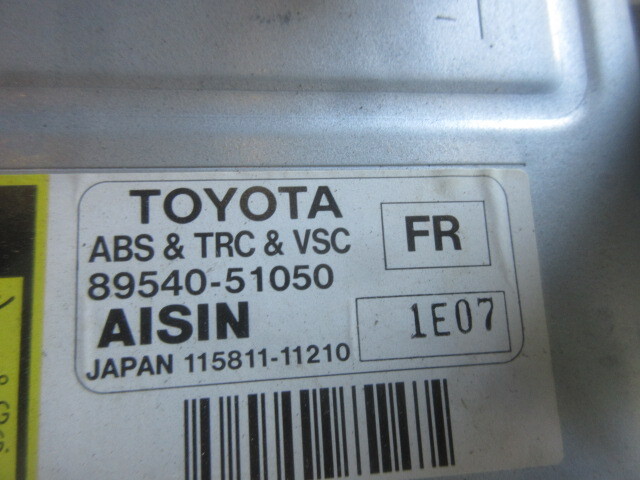 TOYOTA
ABS & TRC & VSC
FR
89540-51050
AISIN
1E07
JAPAN 115811-11210